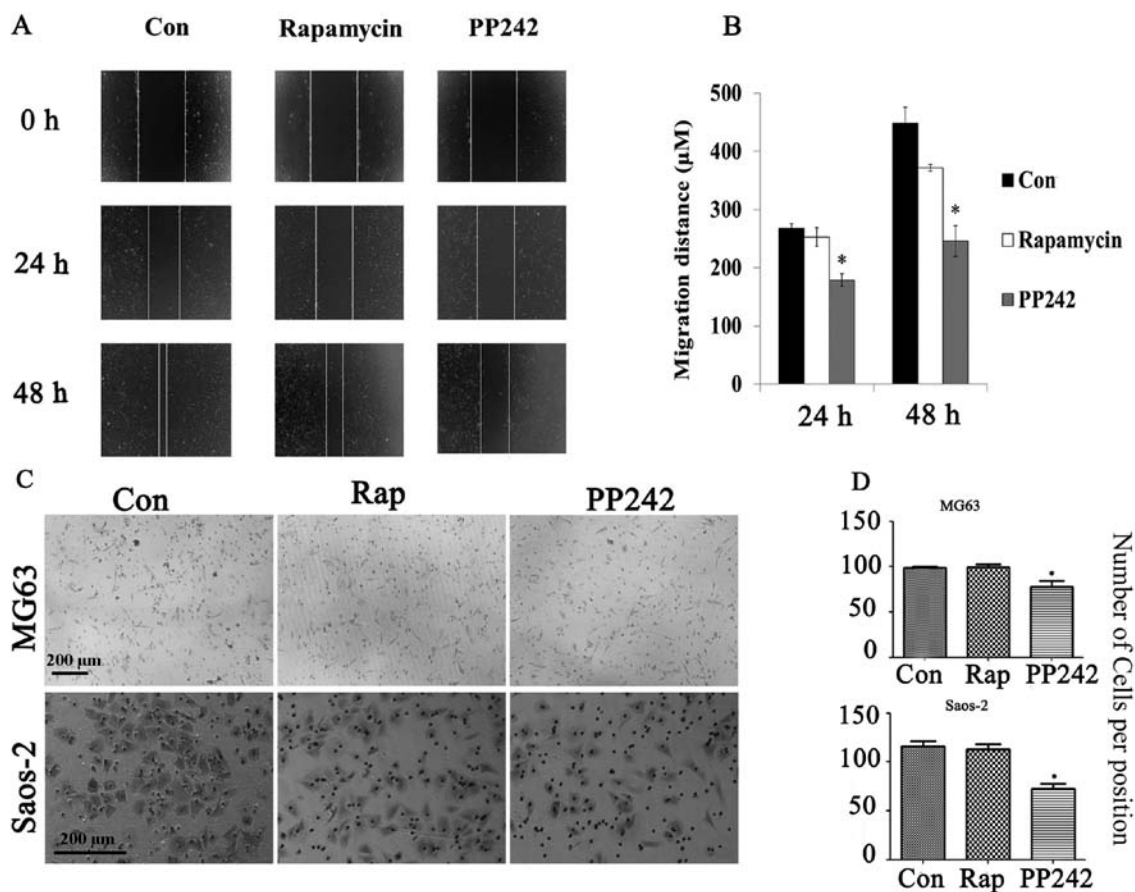 A
Con Rapamycin PP242
0 h
24 h
48 h
B
500
400
300
200
100
0
Migration distance (µM)
* *
24 h 48 h
Con
Rapamycin
PP242
C
Con Rap PP242
MG63
200 µm
Saos-2
200 µm
D
MG63
150
100
50
0
*
Con Rap PP242
Saos-2
150
100
50
0
*
Con Rap PP242
Number of Cells per position